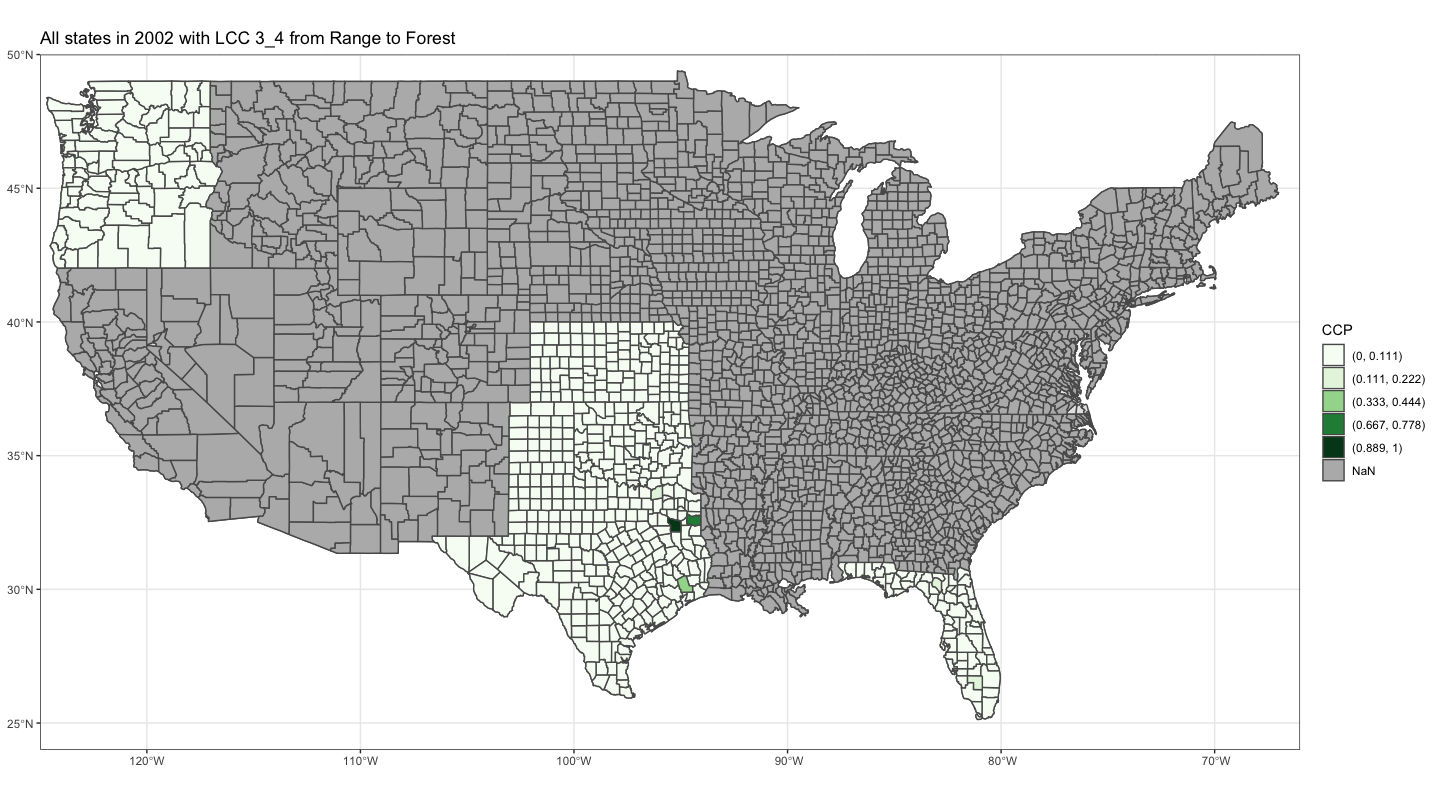 All states in 2002 with LCC 3_4 from Range to Forest
50°N
45°N
40°N
35°N
30°N
25°N
120°W
110°W
100°W
90°W
80°W
70°W
CCP
(0, 0.111)
(0.111, 0.222)
(0.333, 0.444)
(0.667, 0.778)
(0.889, 1)
NaN